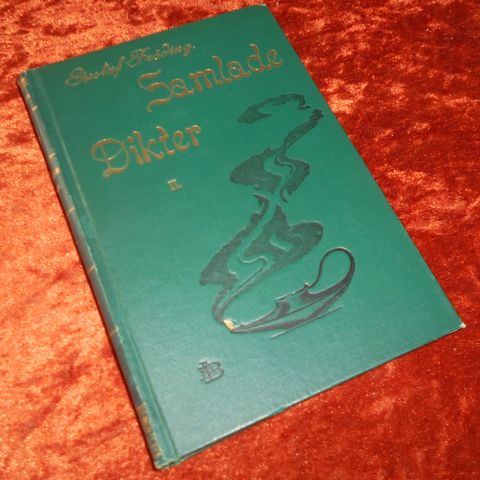 Gustaf Fröding.
Samlade
Dikter
II.